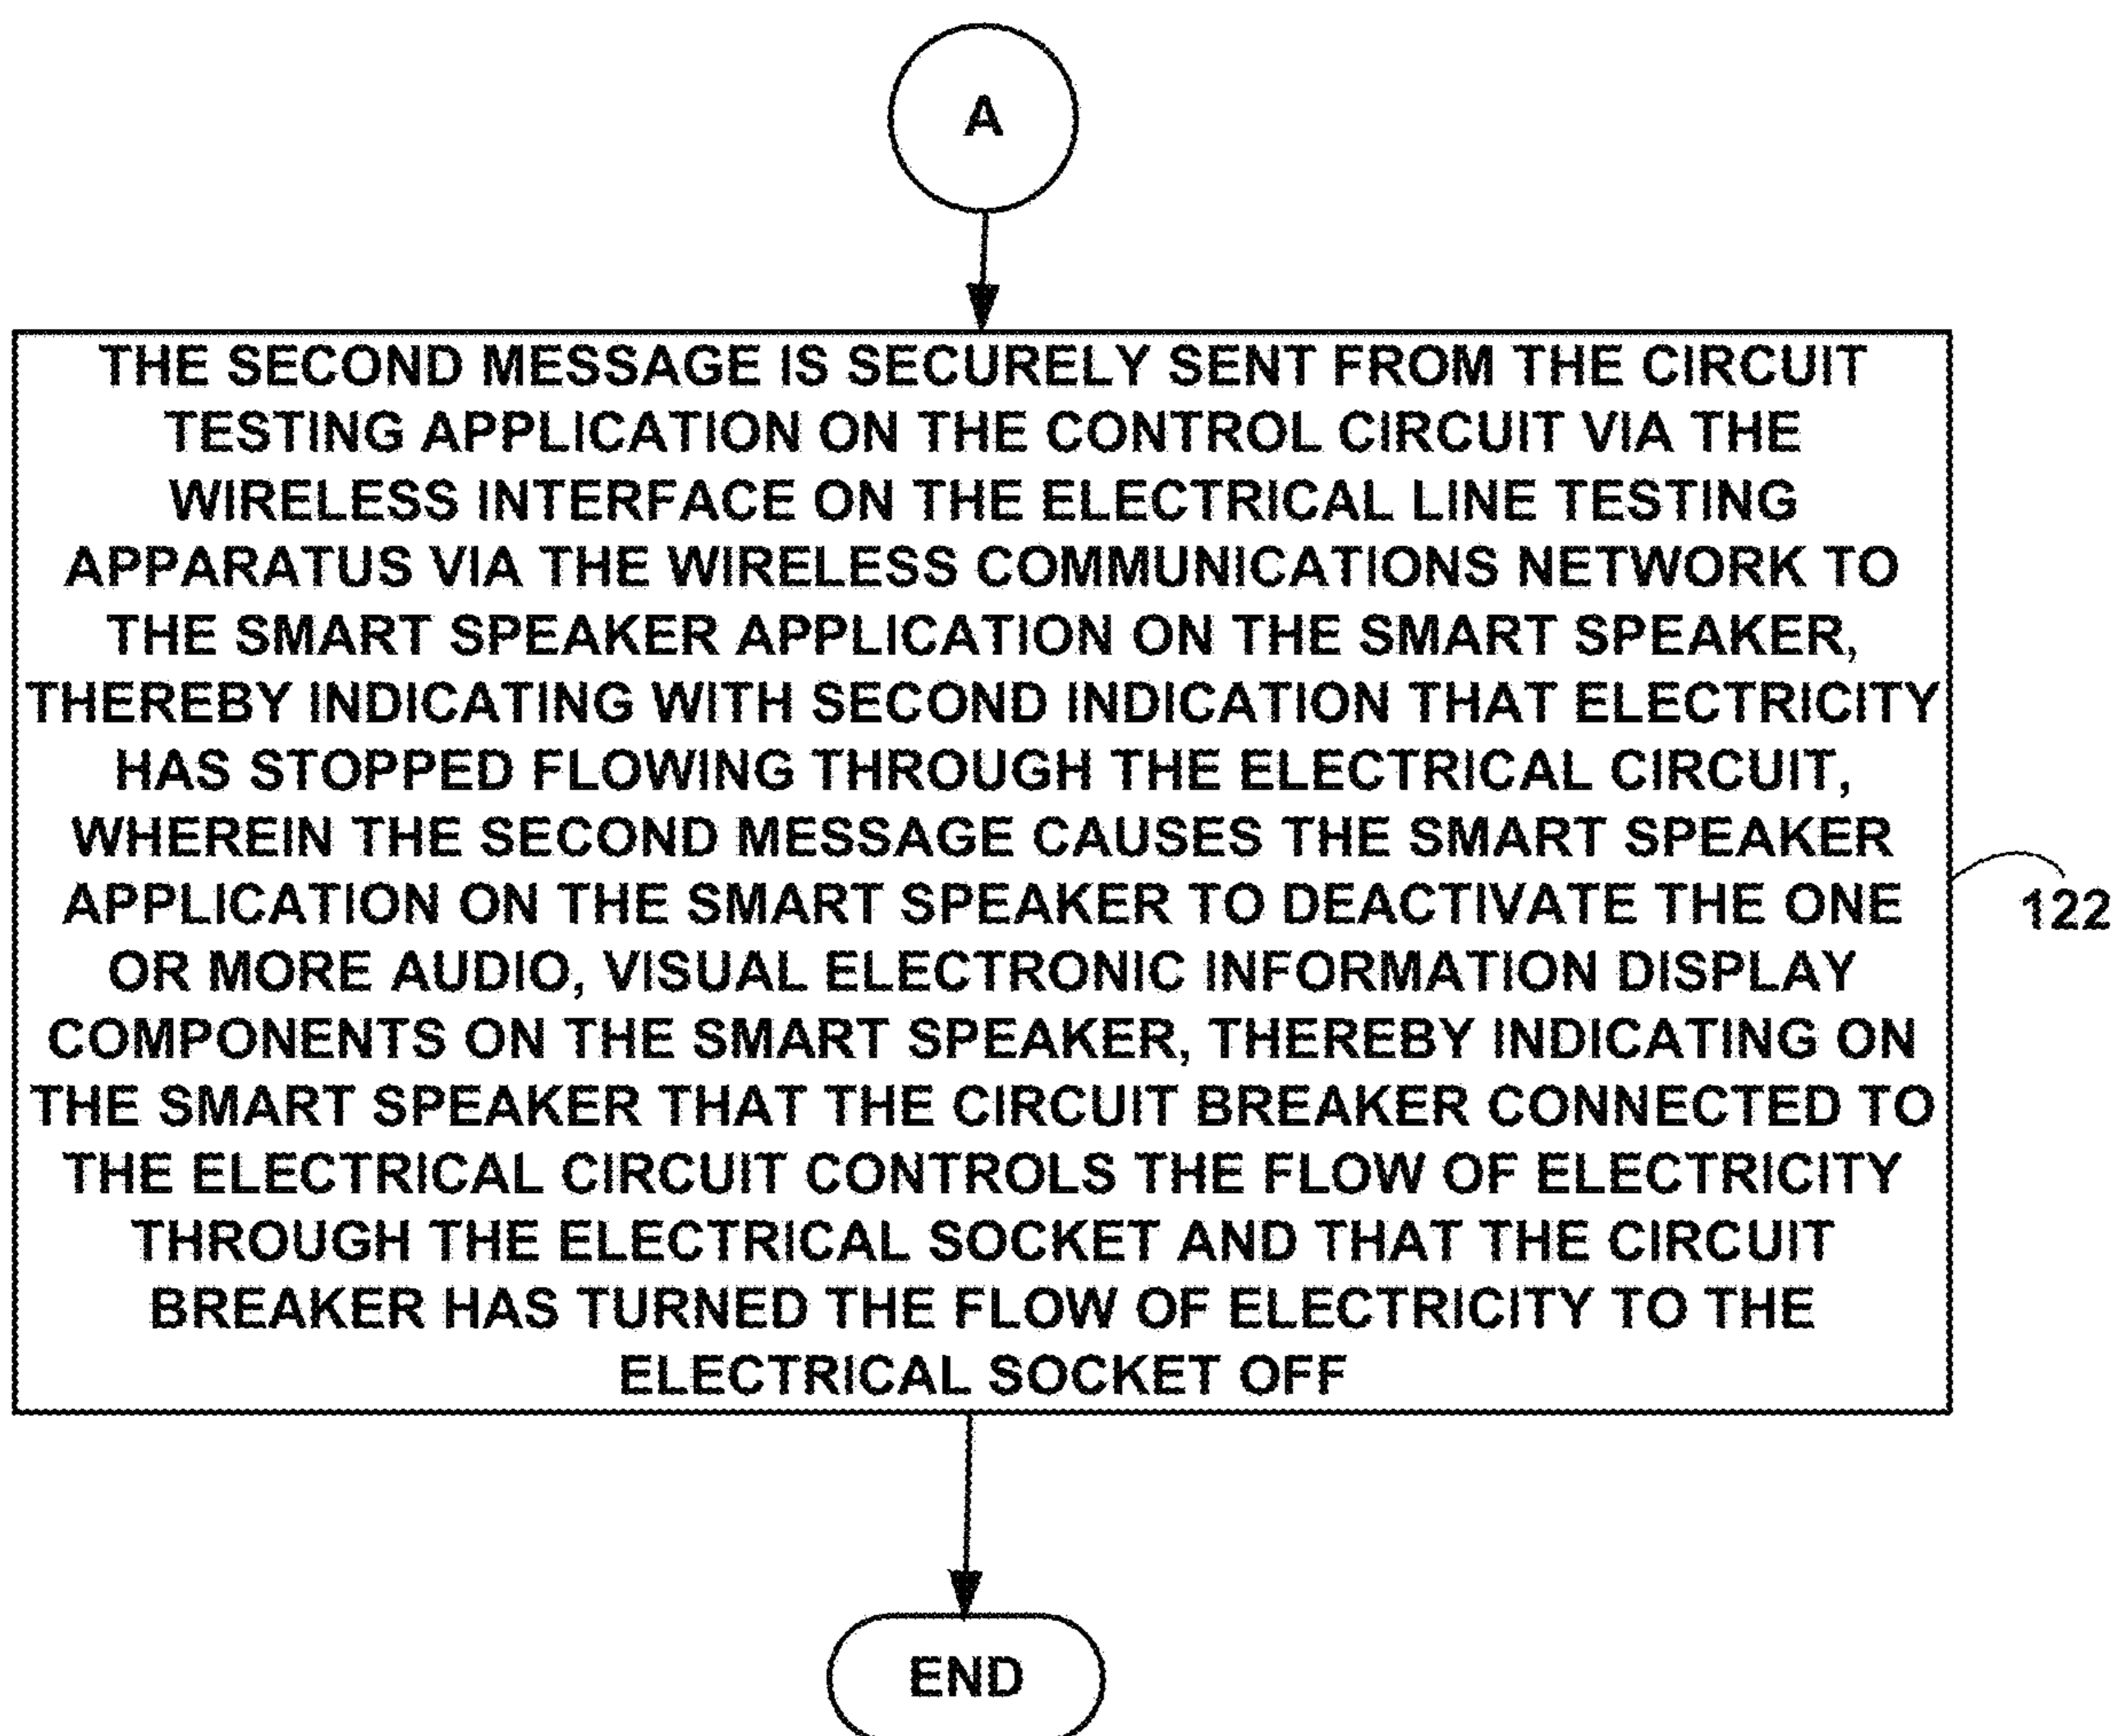 A
THE SECOND MESSAGE IS SECURELY SENT FROM THE CIRCUIT
TESTING APPLICATION ON THE CONTROL CIRCUIT VIA THE
WIRELESS INTERFACE ON THE ELECTRICAL LINE TESTING
APPARATUS VIA THE WIRELESS COMMUNICATIONS NETWORK TO
THE SMART SPEAKER APPLICATION ON THE SMART SPEAKER,
THEREBY INDICATING WITH SECOND INDICATION THAT ELECTRICITY
HAS STOPPED FLOWING THROUGH THE ELECTRICAL CIRCUIT,
WHEREIN THE SECOND MESSAGE CAUSES THE SMART SPEAKER
APPLICATION ON THE SMART SPEAKER TO DEACTIVATE THE ONE
OR MORE AUDIO, VISUAL ELECTRONIC INFORMATION DISPLAY
COMPONENTS ON THE SMART SPEAKER, THEREBY INDICATING ON
THE SMART SPEAKER THAT THE CIRCUIT BREAKER CONNECTED TO
THE ELECTRICAL CIRCUIT CONTROLS THE FLOW OF ELECTRICITY
THROUGH THE ELECTRICAL SOCKET AND THAT THE CIRCUIT
BREAKER HAS TURNED THE FLOW OF ELECTRICITY TO THE
ELECTRICAL SOCKET OFF
122
END